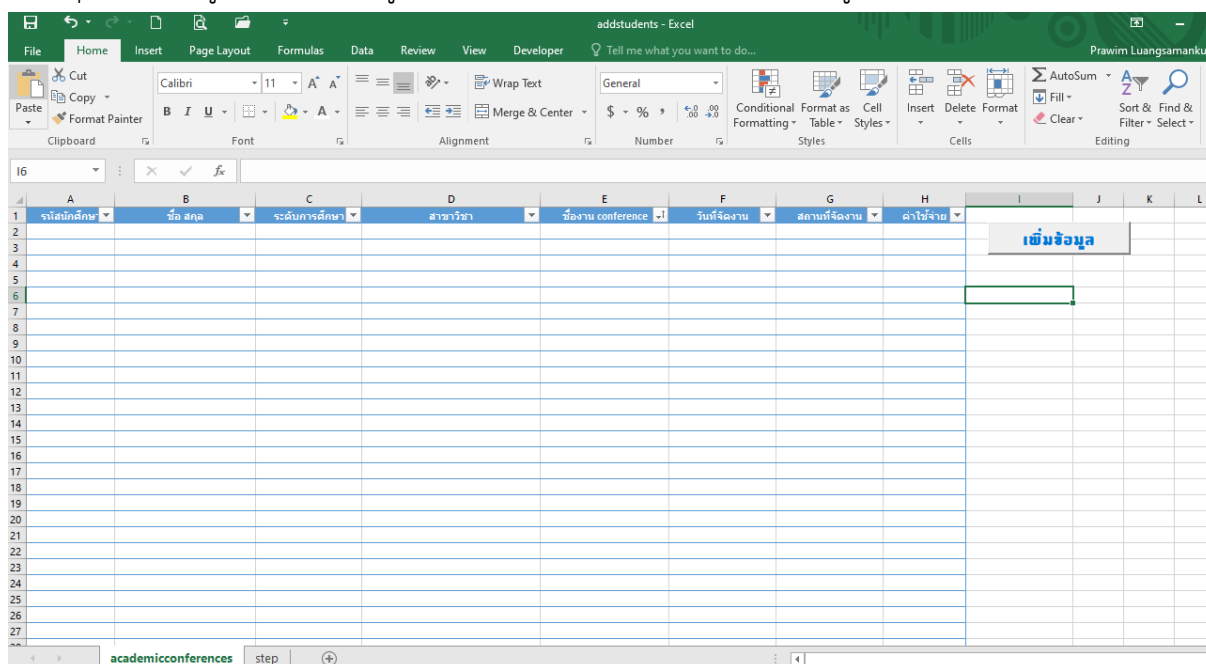 addstudents - Excel
File Home Insert Page Layout Formulas Data Review View Developer Tell me what you want to do... Prawim Luangsamanku
Cut
Copy
Format Painter
Paste
Calibri 11 A A
B I U A
Wrap Text
Merge & Center
General
$ % , .0 .00 .00 .0
Conditional Formatting
Format as Table
Cell Styles
Insert Delete Format
AutoSum
Fill
Clear
Sort & Filter
Find & Select
Clipboard Font Alignment Number Styles Cells Editing
I6 fx
A B C D E F G H I J K L
1 รหัสนักศึกษา ชื่อ สกุล ระดับการศึกษา สาขาวิชา ชื่องาน conference วันที่จัดงาน สถานที่จัดงาน ค่าใช้จ่าย
เพิ่มข้อมูล
2
3
4
5
6
7
8
9
10
11
12
13
14
15
16
17
18
19
20
21
22
23
24
25
26
27
academicconferences step